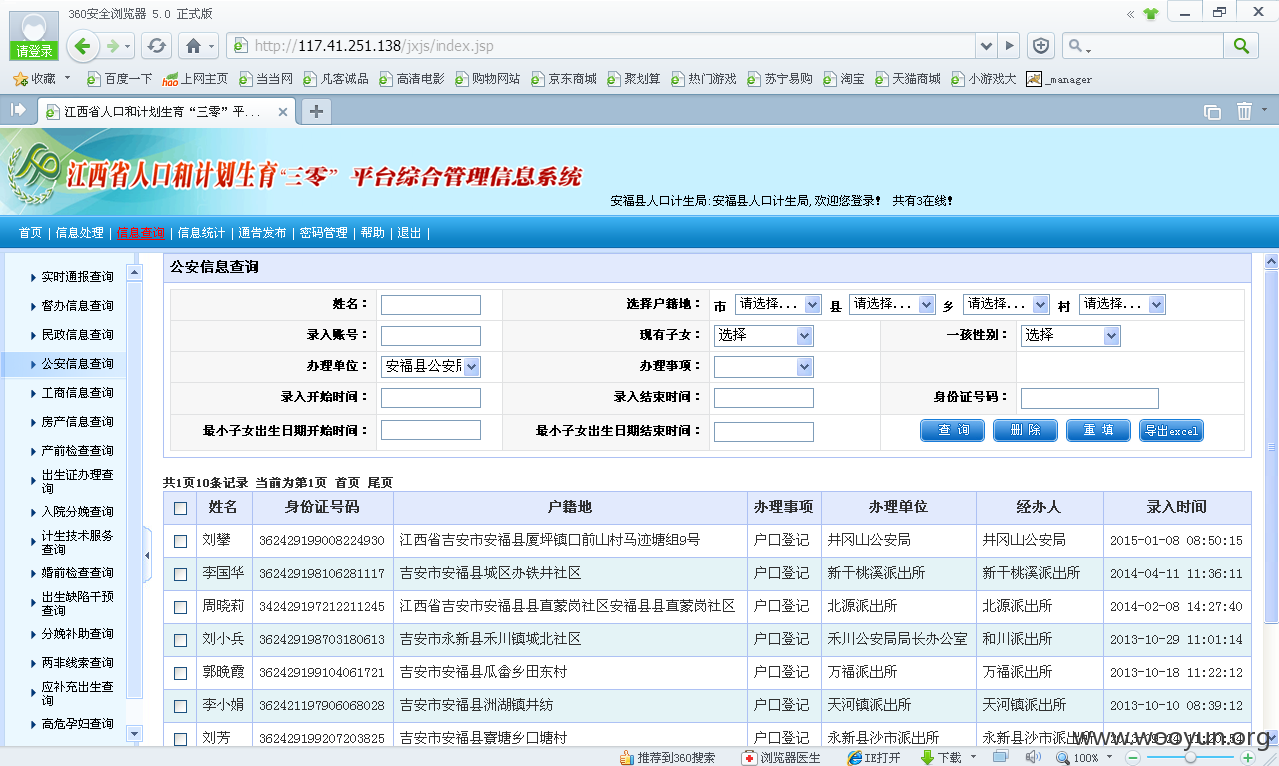 360安全浏览器 5.0 正式版
请登录
http://117.41.251.138/jxjs/index.jsp
收藏 百度一下 上网主页 当当网 凡客诚品 高清电影 购物网站 京东商城 聚划算 热门游戏 苏宁易购 淘宝 天猫商城 小游戏大 _manager
江西省人口和计划生育“三零”平...
江西省人口和计划生育“三零”平台综合管理信息系统
安福县人口计生局:安福县人口计生局,欢迎您登录! 共有3在线!
首页 | 信息处理 | 信息查询 | 信息统计 | 通告发布 | 密码管理 | 帮助 | 退出 |
实时通报查询
督办信息查询
民政信息查询
公安信息查询
工商信息查询
房产信息查询
产前检查查询
出生证办理查询
入院分娩查询
计生技术服务查询
婚前检查查询
出生缺陷干预查询
分娩补助查询
两非线索查询
应补充出生查询
高危孕妇查询
公安信息查询
姓名: 选择户籍地: 市 请选择... 县 请选择... 乡 请选择... 村 请选择...
录入账号: 现有子女: 选择 一孩性别: 选择
办理单位: 安福县公安 办理事项:
录入开始时间: 录入结束时间: 身份证号码:
最小子女出生日期开始时间: 最小子女出生日期结束时间: 查询 删除 重填 导出excel
共1页10条记录 当前为第1页 首页 尾页
姓名 身份证号码 户籍地 办理事项 办理单位 经办人 录入时间
刘攀 362429199008224930 江西省吉安市安福县厦坪镇口前山村马迹塘组9号 户口登记 井冈山公安局 井冈山公安局 2015-01-08 08:50:15
李国华 362429198106281117 吉安市安福县城区办铁井社区 户口登记 新干桃溪派出所 新干桃溪派出所 2014-04-11 11:36:11
周晓莉 342429197212211245 江西省吉安市安福县县直蒙岗社区安福县县直蒙岗社区 户口登记 北源派出所 北源派出所 2014-02-08 14:27:40
刘小兵 362429198703180613 吉安市永新县禾川镇城北社区 户口登记 禾川公安局局长办公室 和川派出所 2013-10-29 11:01:14
郭晚霞 362429199104061721 吉安市安福县瓜畲乡田东村 户口登记 万福派出所 万福派出所 2013-10-18 11:22:12
李小娟 362421197906068028 吉安市安福县洲湖镇井纺 户口登记 天河镇派出所 天河镇派出所 2013-10-10 08:39:12
刘芳 362429199207203825 吉安市安福县寮塘乡口塘村 户口登记 永新县沙市派出所 永新县沙市派出
www.wooyun.org
推荐到360搜索 浏览器医生 IE打开 下载 100%